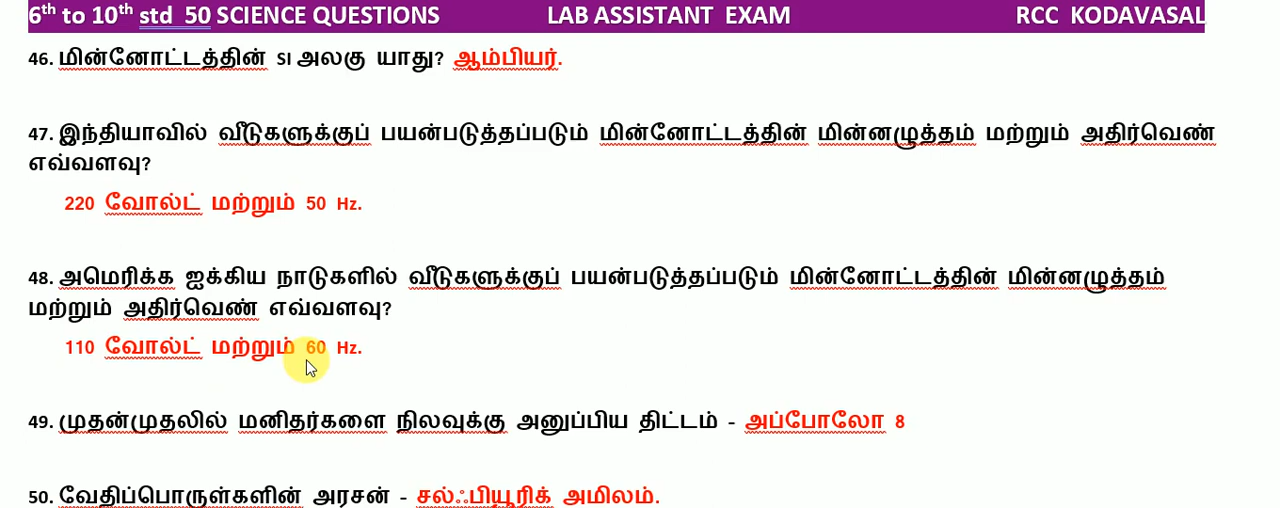 6th to 10th std 50 SCIENCE QUESTIONS LAB ASSISTANT EXAM RCC KODAVASAL
46. மின்னோட்டத்தின் SI அலகு யாது? ஆம்பியர்.
47. இந்தியாவில் வீடுகளுக்குப் பயன்படுத்தப்படும் மின்னோட்டத்தின் மின்னழுத்தம் மற்றும் அதிர்வெண்
எவ்வளவு?
220 வோல்ட் மற்றும் 50 Hz.
48. அமெரிக்க ஐக்கிய நாடுகளில் வீடுகளுக்குப் பயன்படுத்தப்படும் மின்னோட்டத்தின் மின்னழுத்தம்
மற்றும் அதிர்வெண் எவ்வளவு?
110 வோல்ட் மற்றும் 60 Hz.
49. முதன்முதலில் மனிதர்களை நிலவுக்கு அனுப்பிய திட்டம் - அப்போலோ 8
50. வேதிப்பொருள்களின் அரசன் - சல்ஃபியூரிக் அமிலம்.